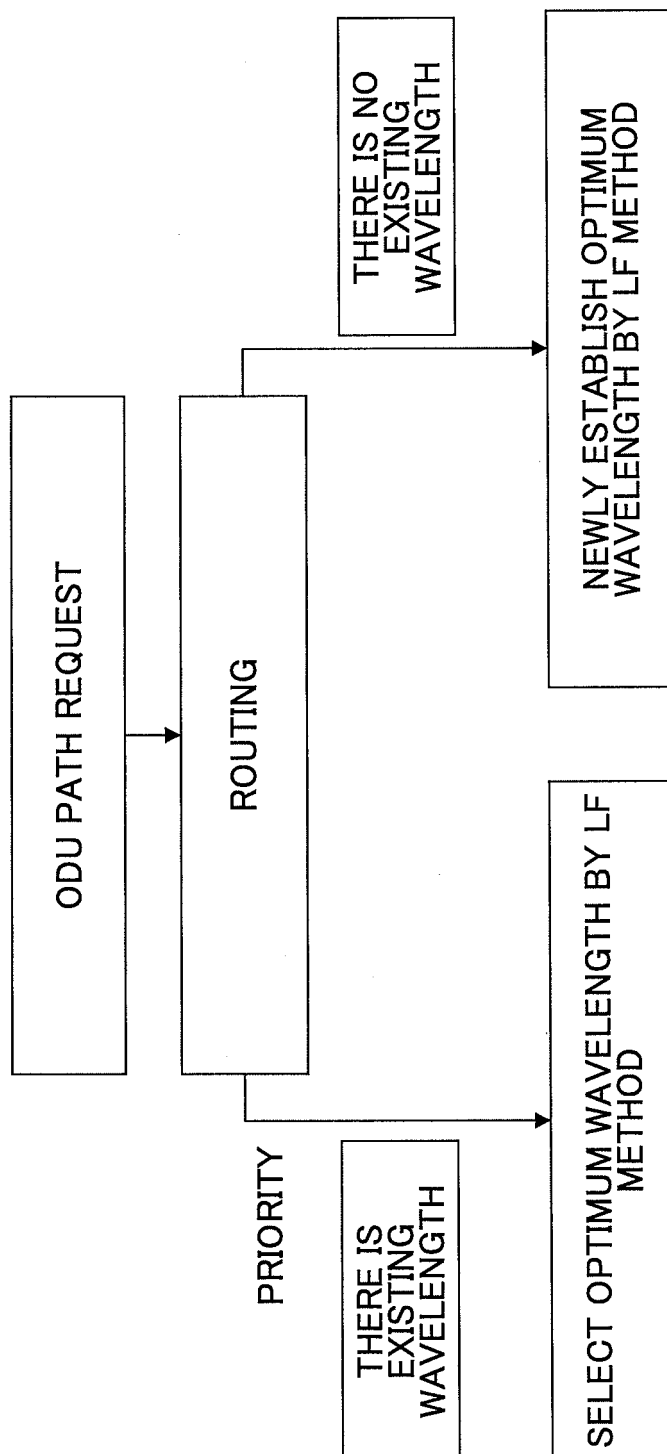 ODU PATH REQUEST
ROUTING
PRIORITY
THERE IS
EXISTING
WAVELENGTH
THERE IS NO
EXISTING
WAVELENGTH
SELECT OPTIMUM WAVELENGTH BY LF
METHOD
NEWLY ESTABLISH OPTIMUM
WAVELENGTH BY LF METHOD